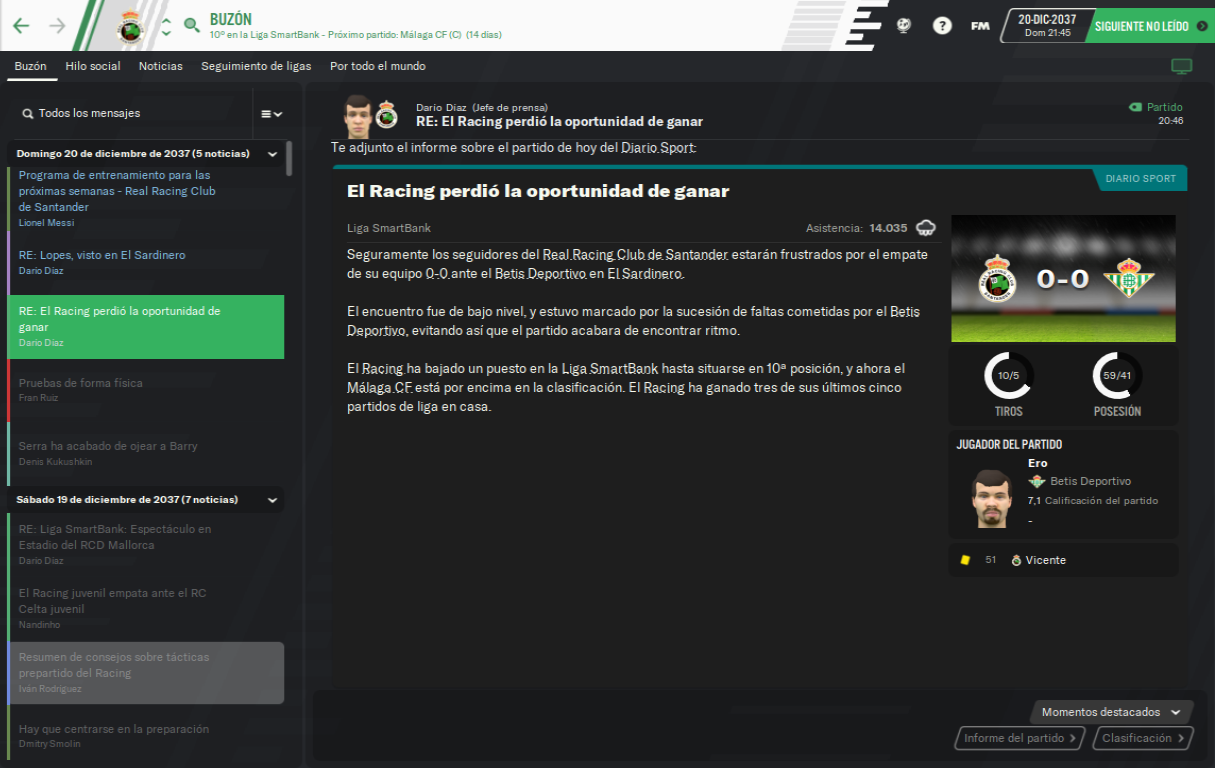 BUZÓN
10º en la Liga SmartBank - Próximo partido: Málaga CF (C) (14 días)
FM
20-DIC-2037
Dom 21:45
SIGUIENTE NO LEÍDO
Buzón
Hilo social
Noticias
Seguimiento de ligas
Por todo el mundo
Todos los mensajes
Domingo 20 de diciembre de 2037 (5 noticias)
Programa de entrenamiento para las
próximas semanas - Real Racing Club
de Santander
Lionel Messi
RE: Lopes, visto en El Sardinero
Darío Díaz
RE: El Racing perdió la oportunidad de
ganar
Darío Díaz
Pruebas de forma física
Fran Ruiz
Serra ha acabado de ojear a Barry
Denis Kukushkin
Sábado 19 de diciembre de 2037 (7 noticias)
RE: Liga SmartBank: Espectáculo en
Estadio del RCD Mallorca
Darío Díaz
El Racing juvenil empata ante el RC
Celta juvenil
Nandinho
Resumen de consejos sobre tácticas
prepartido del Racing
Iván Rodríguez
Hay que centrarse en la preparación
Dmitry Smolin
Darío Díaz (Jefe de prensa)
RE: El Racing perdió la oportunidad de ganar
Partido
20:46
Te adjunto el informe sobre el partido de hoy del Diario Sport:
DIARIO SPORT
El Racing perdió la oportunidad de ganar
Liga SmartBank
Asistencia: 14.035
Seguramente los seguidores del Real Racing Club de Santander estarán frustrados por el empate
de su equipo 0-0 ante el Betis Deportivo en El Sardinero.
El encuentro fue de bajo nivel, y estuvo marcado por la sucesión de faltas cometidas por el Betis
Deportivo, evitando así que el partido acabara de encontrar ritmo.
El Racing ha bajado un puesto en la Liga SmartBank hasta situarse en 10ª posición, y ahora el
Málaga CF está por encima en la clasificación. El Racing ha ganado tres de sus últimos cinco
partidos de liga en casa.
0-0
10/5
TIROS
59/41
POSESIÓN
JUGADOR DEL PARTIDO
Ero
Betis Deportivo
7,1 Calificación del partido
-
51 Vicente
Momentos destacados
Informe del partido
Clasificación